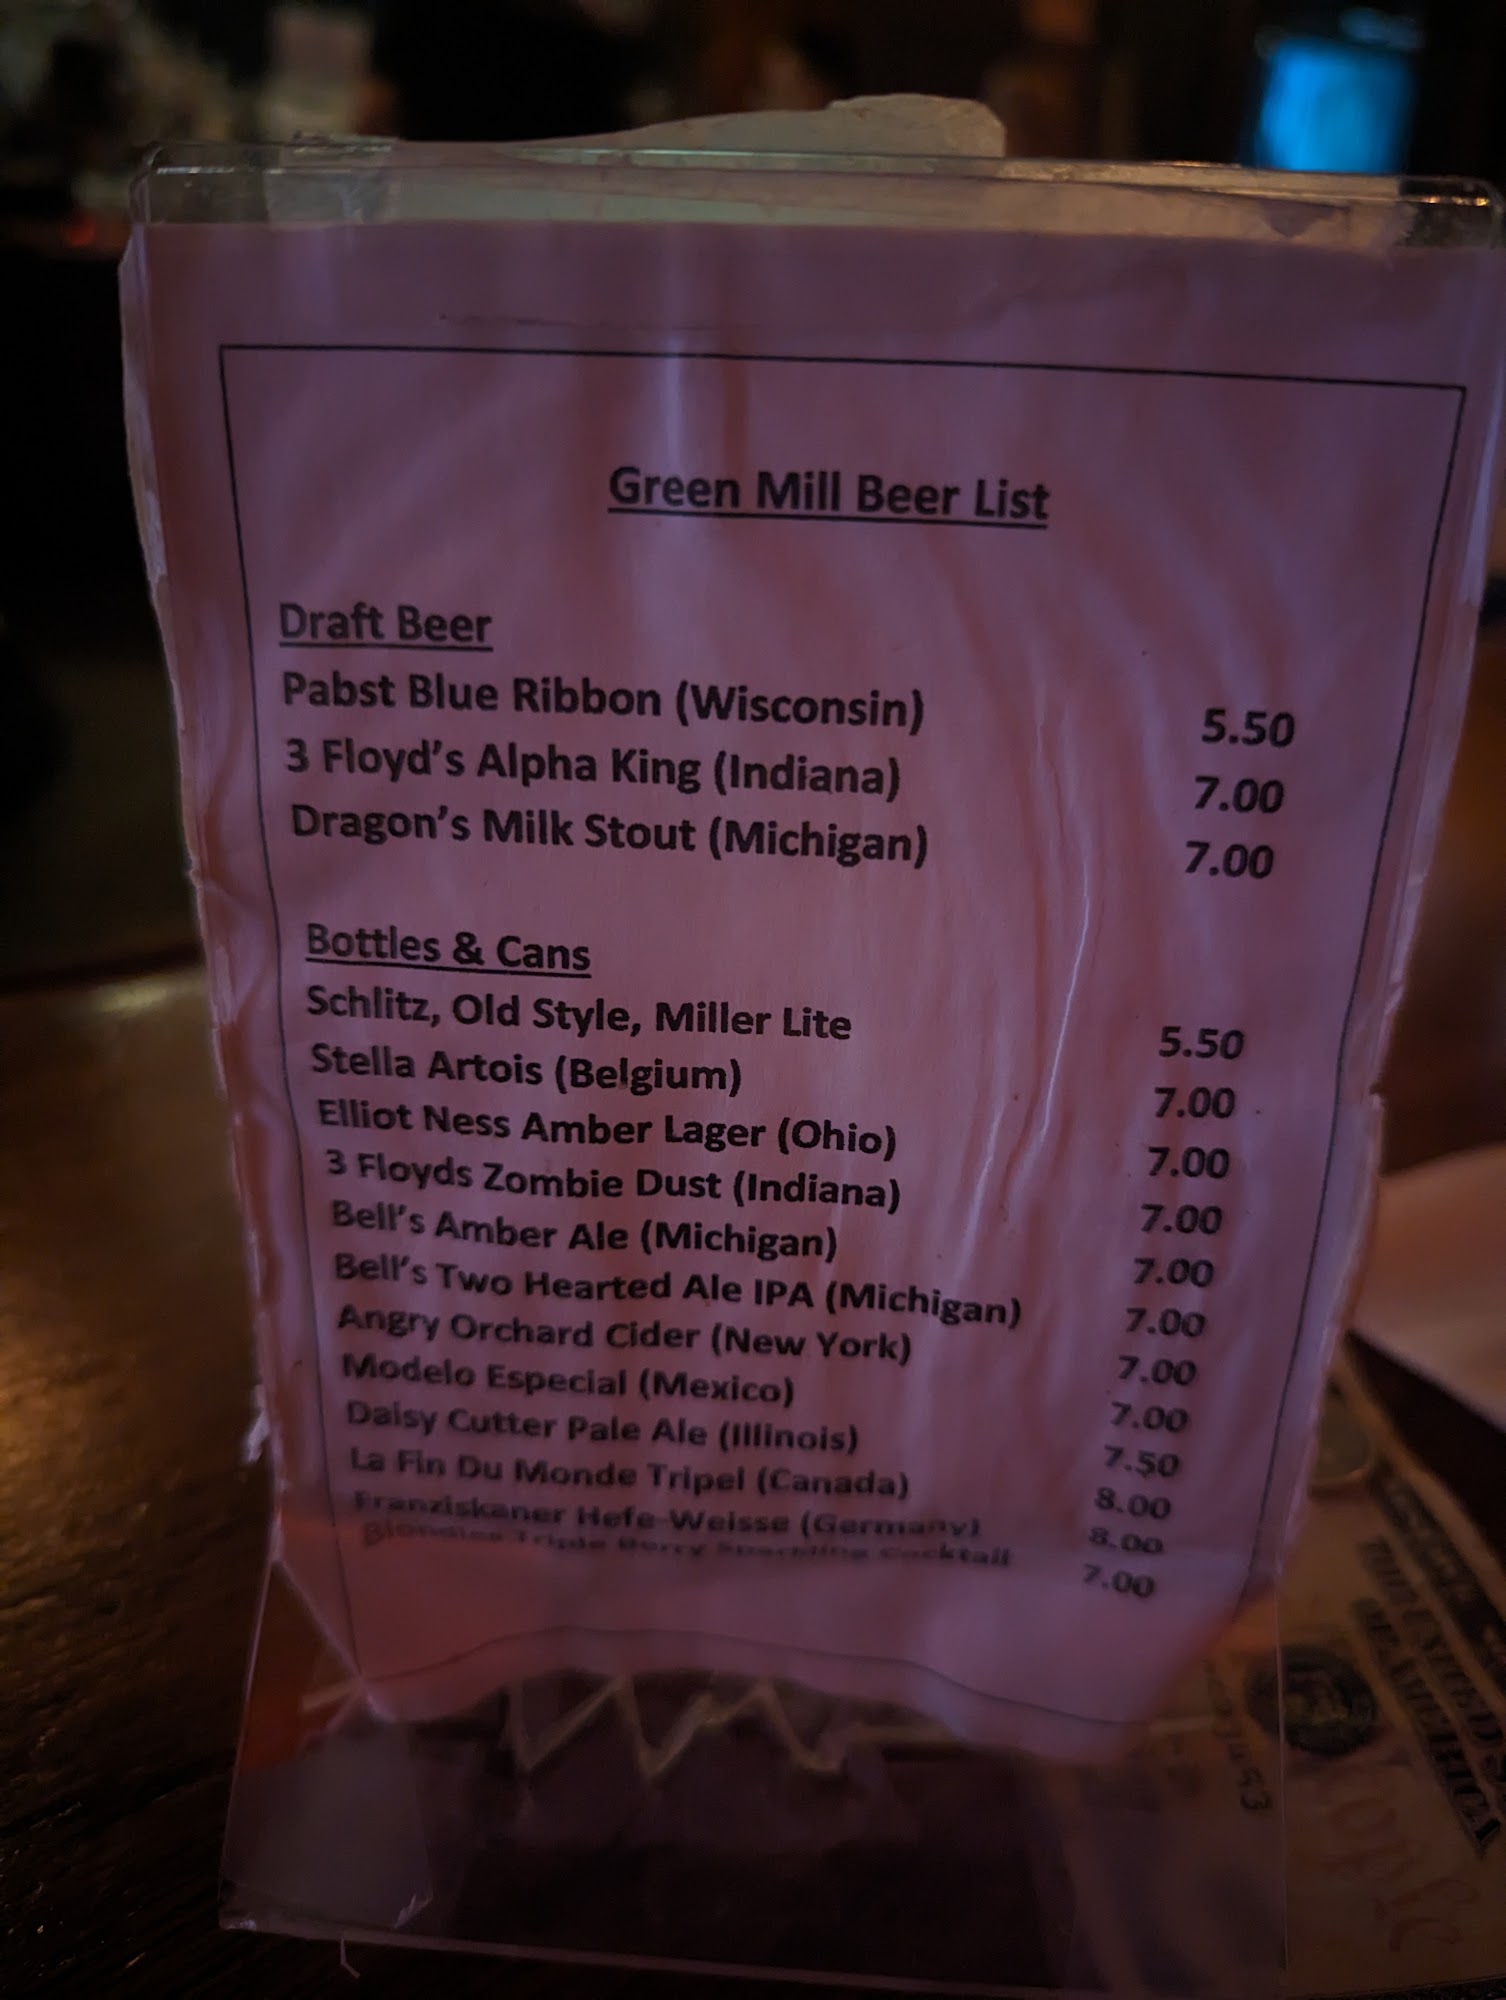 Green Mill Beer List
Draft Beer
Pabst Blue Ribbon (Wisconsin) 5.50
3 Floyd's Alpha King (Indiana) 7.00
Dragon's Milk Stout (Michigan) 7.00
Bottles & Cans
Schlitz, Old Style, Miller Lite 5.50
Stella Artois (Belgium) 7.00
Elliot Ness Amber Lager (Ohio) 7.00
3 Floyds Zombie Dust (Indiana) 7.00
Bell's Amber Ale (Michigan) 7.00
Bell's Two Hearted Ale IPA (Michigan) 7.00
Angry Orchard Cider (New York) 7.00
Modelo Especial (Mexico) 7.00
Daisy Cutter Pale Ale (Illinois) 7.50
La Fin Du Monde Tripel (Canada) 8.00
Franziskaner Hefe-Weisse (Germany) 8.00
Triple Berry Sparkling Cocktail 7.00